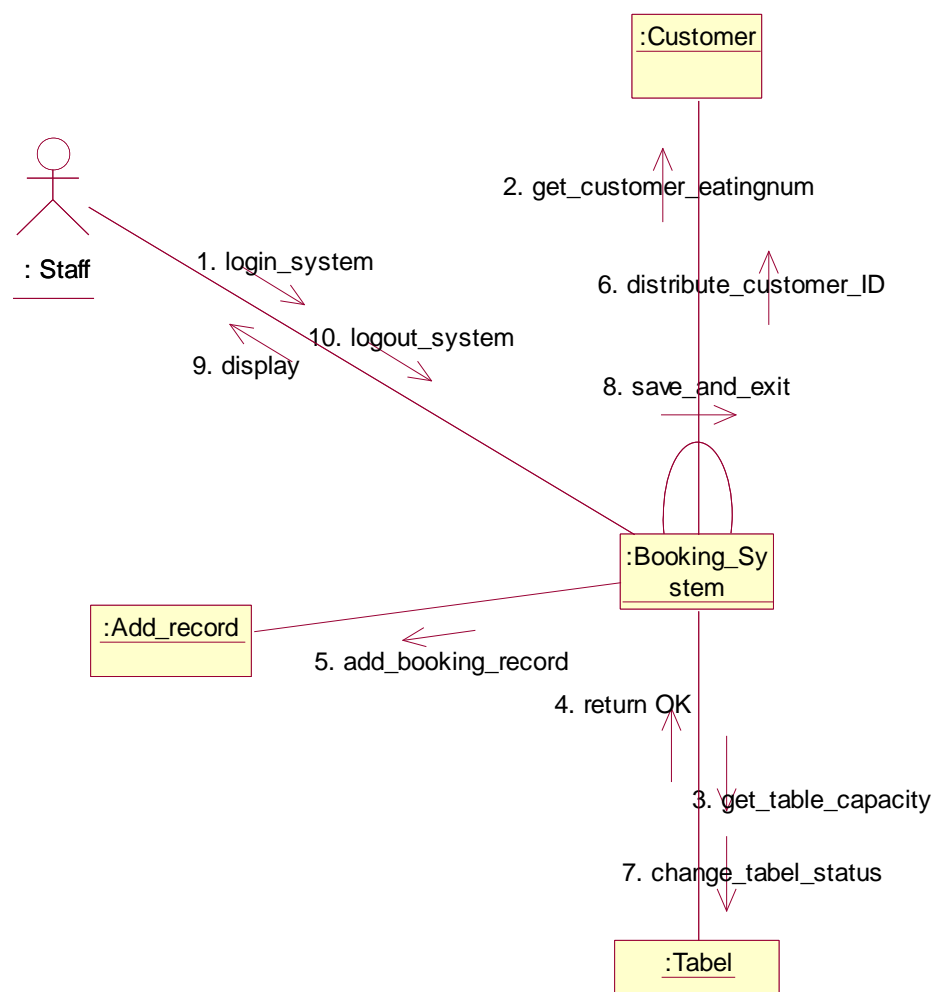 :Customer
2. get_customer_eatingnum
: Staff
1. login_system
6. distribute_customer_ID
10. logout_system
9. display
8. save_and_exit
:Booking_Sy
stem
:Add_record
5. add_booking_record
4. return OK
3. get_table_capacity
7. change_tabel_status
:Tabel